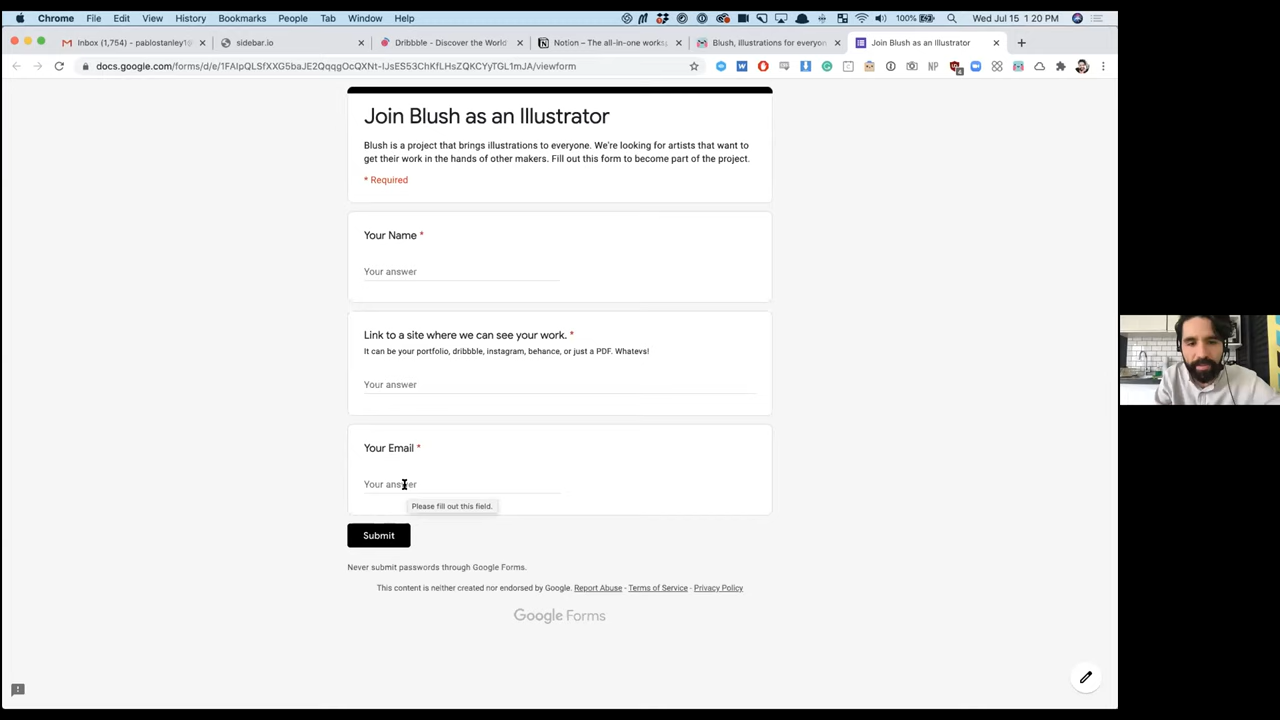 Chrome File Edit View History Bookmarks People Tab Window Help 100% Wed Jul 15 1:20 PM
Inbox (1,754) - pablostanley1@ sidebar.io Dribbble - Discover the World Notion – The all-in-one works Blush, illustrations for everyon Join Blush as an Illustrator
docs.google.com/forms/d/e/1FAIpQLSfXXG5baJE2QqqgOcQXNt-IJsES53ChKfLHsZQKCYyTGL1mJA/viewform
Join Blush as an Illustrator
Blush is a project that brings illustrations to everyone. We're looking for artists that want to
get their work in the hands of other makers. Fill out this form to become part of the project.
* Required
Your Name *
Your answer
Link to a site where we can see your work. *
It can be your portfolio, dribbble, instagram, behance, or just a PDF. Whatevs!
Your answer
Your Email *
Your answer
Please fill out this field.
Submit
Never submit passwords through Google Forms.
This content is neither created nor endorsed by Google. Report Abuse - Terms of Service - Privacy Policy
Google Forms